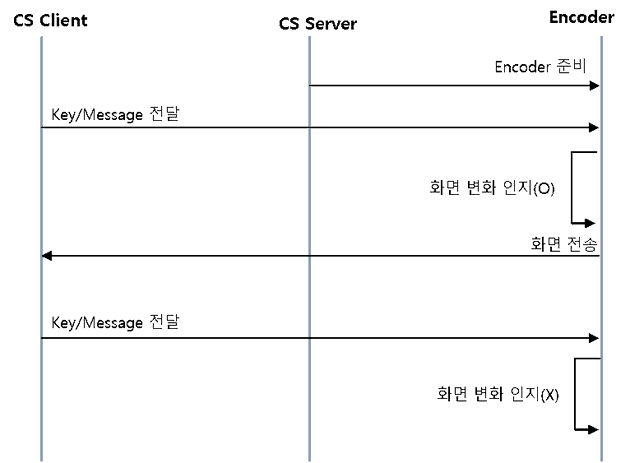 CS Client
CS Server
Encoder
Encoder 준비
Key/Message 전달
화면 변화 인지(O)
화면 전송
Key/Message 전달
화면 변화 인지(X)